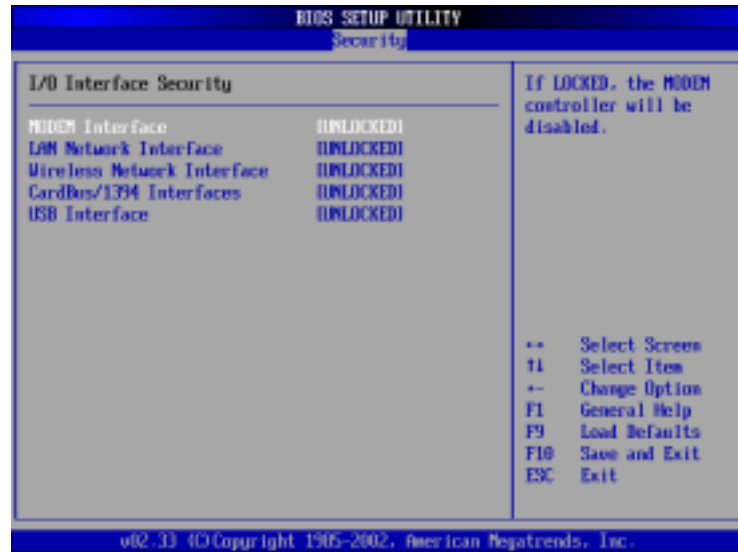 BIOS SETUP UTILITY
Security
I/O Interface Security
MODEM Interface [UNLOCKED]
LAN Network Interface [UNLOCKED]
Wireless Network Interface [UNLOCKED]
CardBus/1394 Interfaces [UNLOCKED]
USB Interface [UNLOCKED]
If LOCKED, the MODEM
controller will be
disabled.
↔ Select Screen
↑↓ Select Item
+- Change Option
F1 General Help
F9 Load Defaults
F10 Save and Exit
ESC Exit
v02.33 (C)Copyright 1985-2002, American Megatrends, Inc.